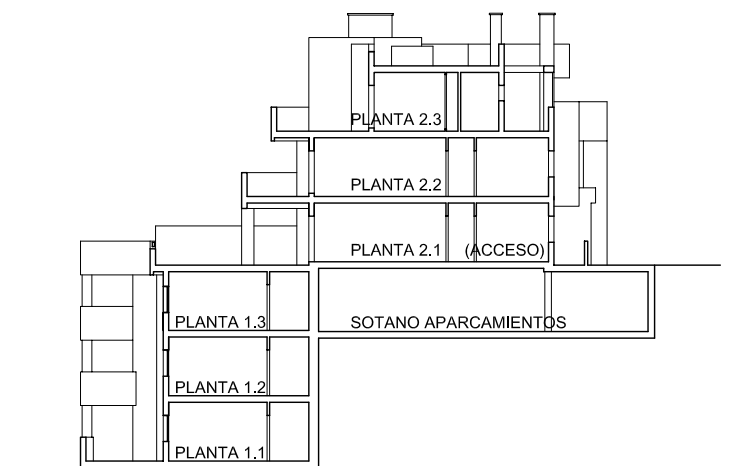 PLANTA 2.3
PLANTA 2.2
PLANTA 2.1 (ACCESO)
PLANTA 1.3 SOTANO APARCAMIENTOS
PLANTA 1.2
PLANTA 1.1